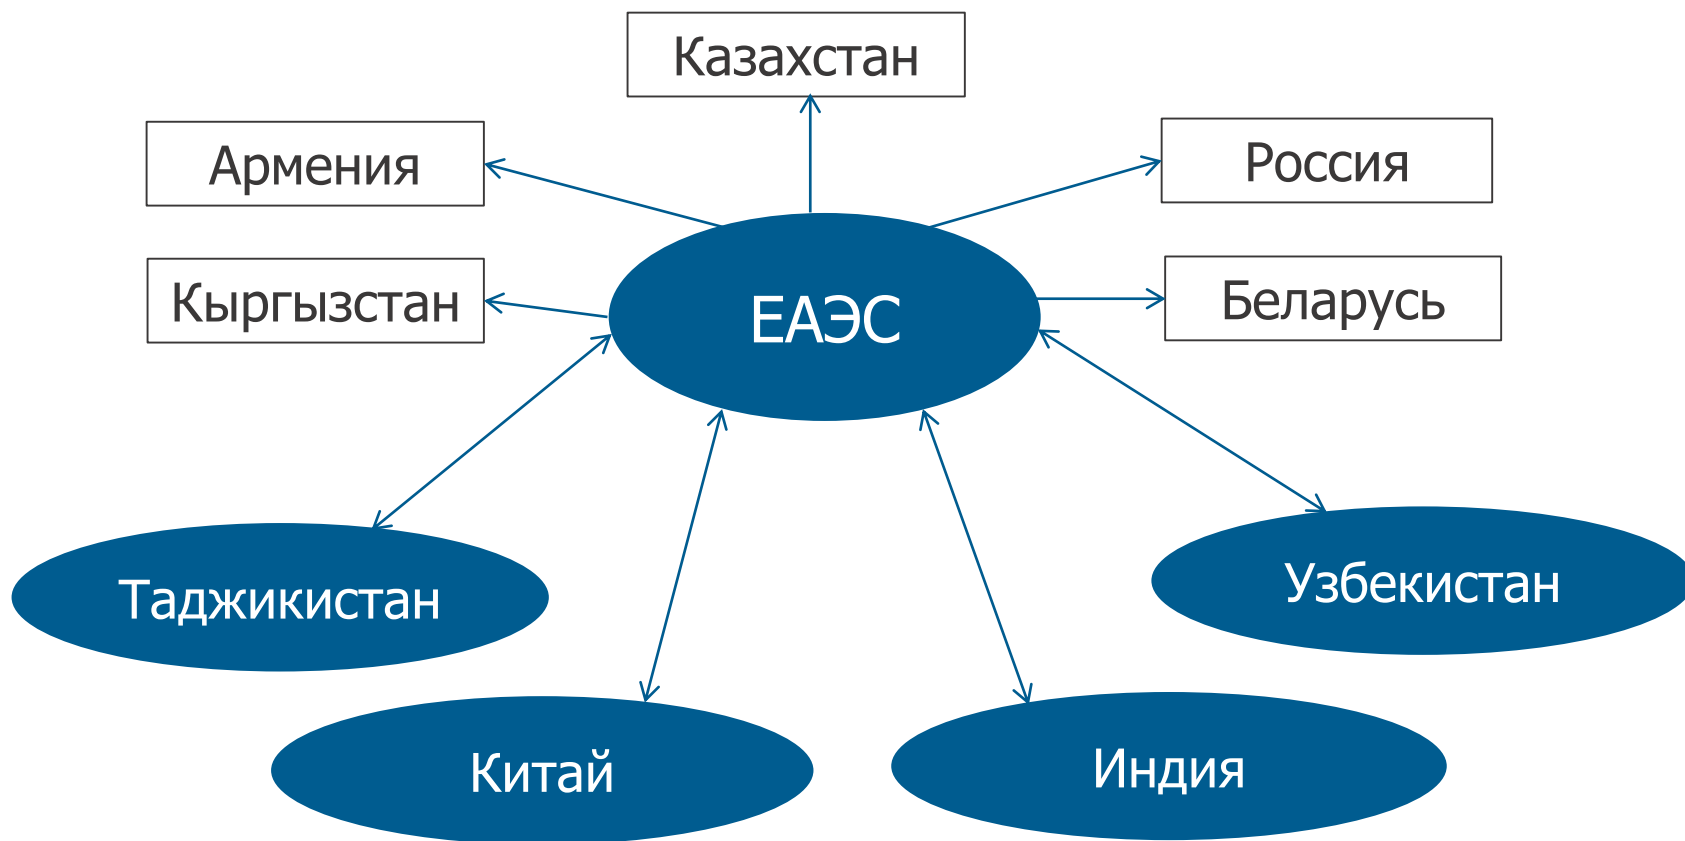 Казахстан
Армения
Россия
Кыргызстан
ЕАЭС
Беларусь
Таджикистан
Узбекистан
Китай
Индия